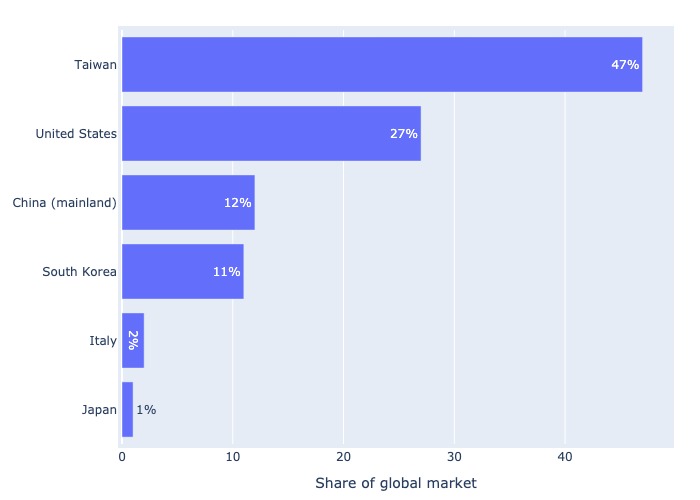 Taiwan 47%
United States 27%
China (mainland) 12%
South Korea 11%
Italy 2%
Japan 1%
0 10 20 30 40
Share of global market